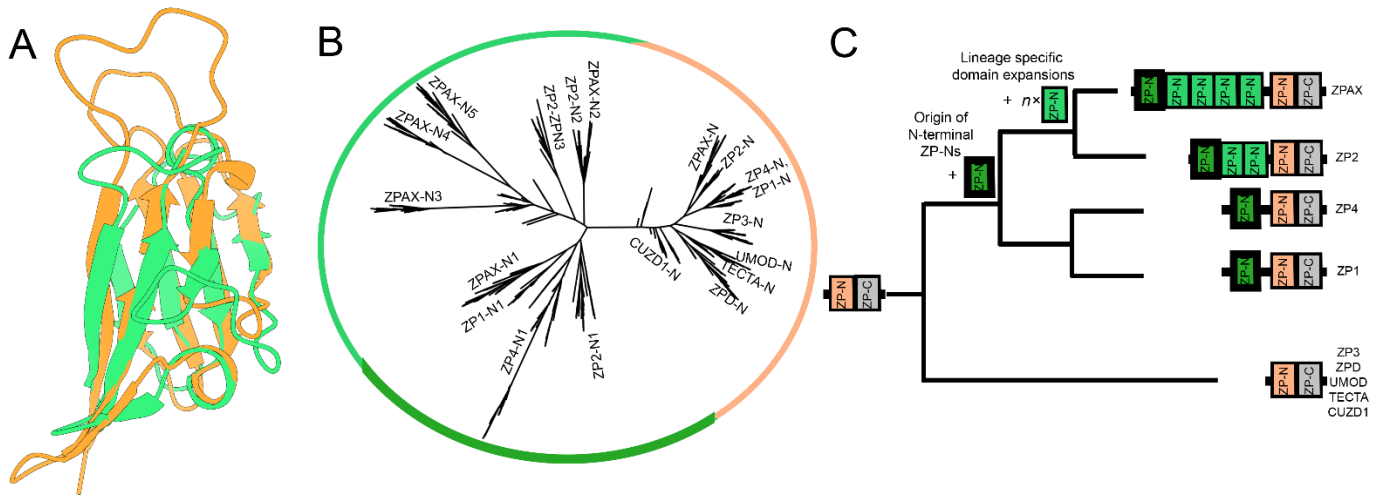 A
B
C
ZPAX-N5
ZPAX-N4
ZPAX-N3
ZP2-ZPN3
ZP2-N2
ZPAX-N2
ZPAX-N
ZP2-N
ZP4-N,
ZP1-N
ZP3-N
UMOD-N
TECTA-N
ZPD-N
CUZD1-N
ZPAX-N1
ZP1-N1
ZP4-N1
ZP2-N1
Lineage specific
domain expansions
+ n× ZP-N
Origin of
N-terminal
ZP-Ns
+ ZP-N
ZP-N ZP-C
ZP-N ZP-N ZP-N ZP-N ZP-N ZP-N ZP-C ZPAX
ZP-N ZP-N ZP-N ZP-N ZP-C ZP2
ZP-N ZP-N ZP-C ZP4
ZP-N ZP-N ZP-C ZP1
ZP-N ZP-C
ZP3
ZPD
UMOD
TECTA
CUZD1